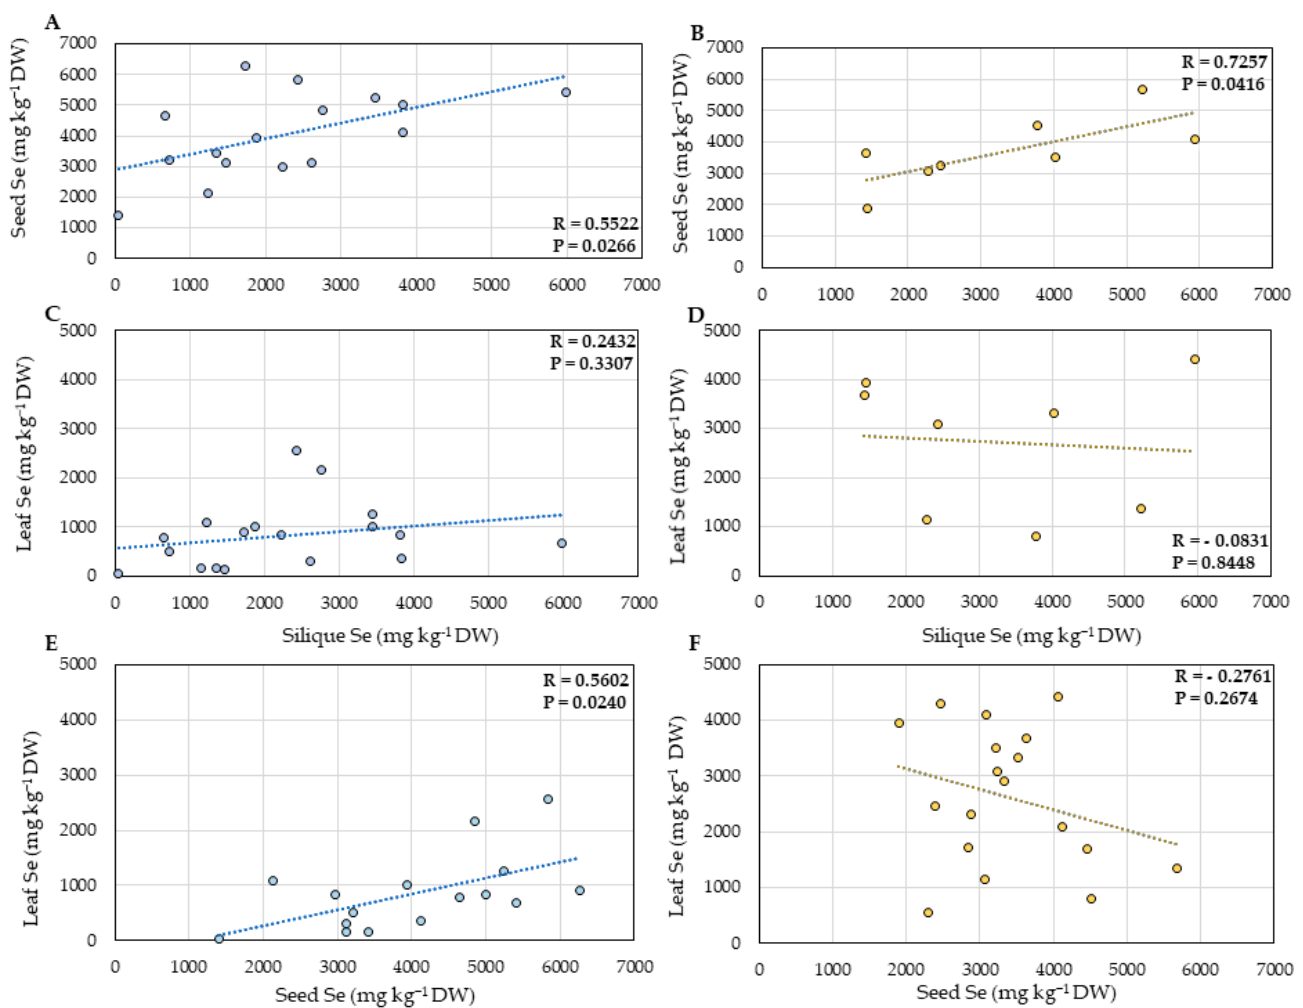 A
7000
6000
5000
4000
3000
2000
1000
0
Seed Se (mg kg⁻¹ DW)
R = 0.5522
P = 0.0266
0 1000 2000 3000 4000 5000 6000 7000
B
7000
6000
5000
4000
3000
2000
1000
0
Seed Se (mg kg⁻¹ DW)
R = 0.7257
P = 0.0416
0 1000 2000 3000 4000 5000 6000 7000
C
5000
4000
3000
2000
1000
0
Leaf Se (mg kg⁻¹ DW)
R = 0.2432
P = 0.3307
0 1000 2000 3000 4000 5000 6000 7000
Silique Se (mg kg⁻¹ DW)
D
5000
4000
3000
2000
1000
0
Leaf Se (mg kg⁻¹ DW)
R = - 0.0831
P = 0.8448
0 1000 2000 3000 4000 5000 6000 7000
Silique Se (mg kg⁻¹ DW)
E
5000
4000
3000
2000
1000
0
Leaf Se (mg kg⁻¹ DW)
R = 0.5602
P = 0.0240
0 1000 2000 3000 4000 5000 6000 7000
Seed Se (mg kg⁻¹ DW)
F
5000
4000
3000
2000
1000
0
Leaf Se (mg kg⁻¹ DW)
R = - 0.2761
P = 0.2674
0 1000 2000 3000 4000 5000 6000 7000
Seed Se (mg kg⁻¹ DW)